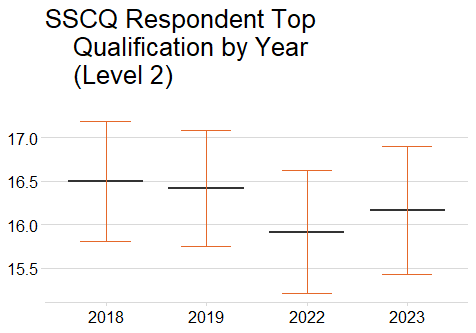 SSCQ Respondent Top
Qualification by Year
(Level 2)
17.0
16.5
16.0
15.5
2018 2019 2022 2023